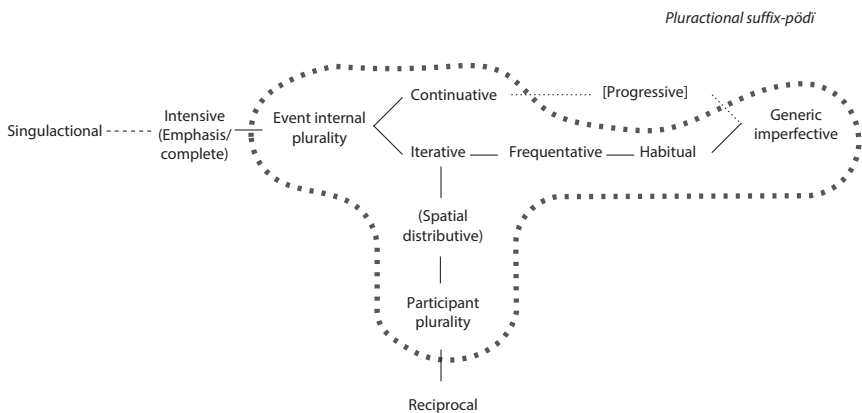 Pluractional suffix-pödï
Continuative
[Progressive]
Singulactional
Intensive
(Emphasis/
complete)
Event internal
plurality
Generic
imperfective
Iterative
Frequentative
Habitual
(Spatial
distributive)
Participant
plurality
Reciprocal